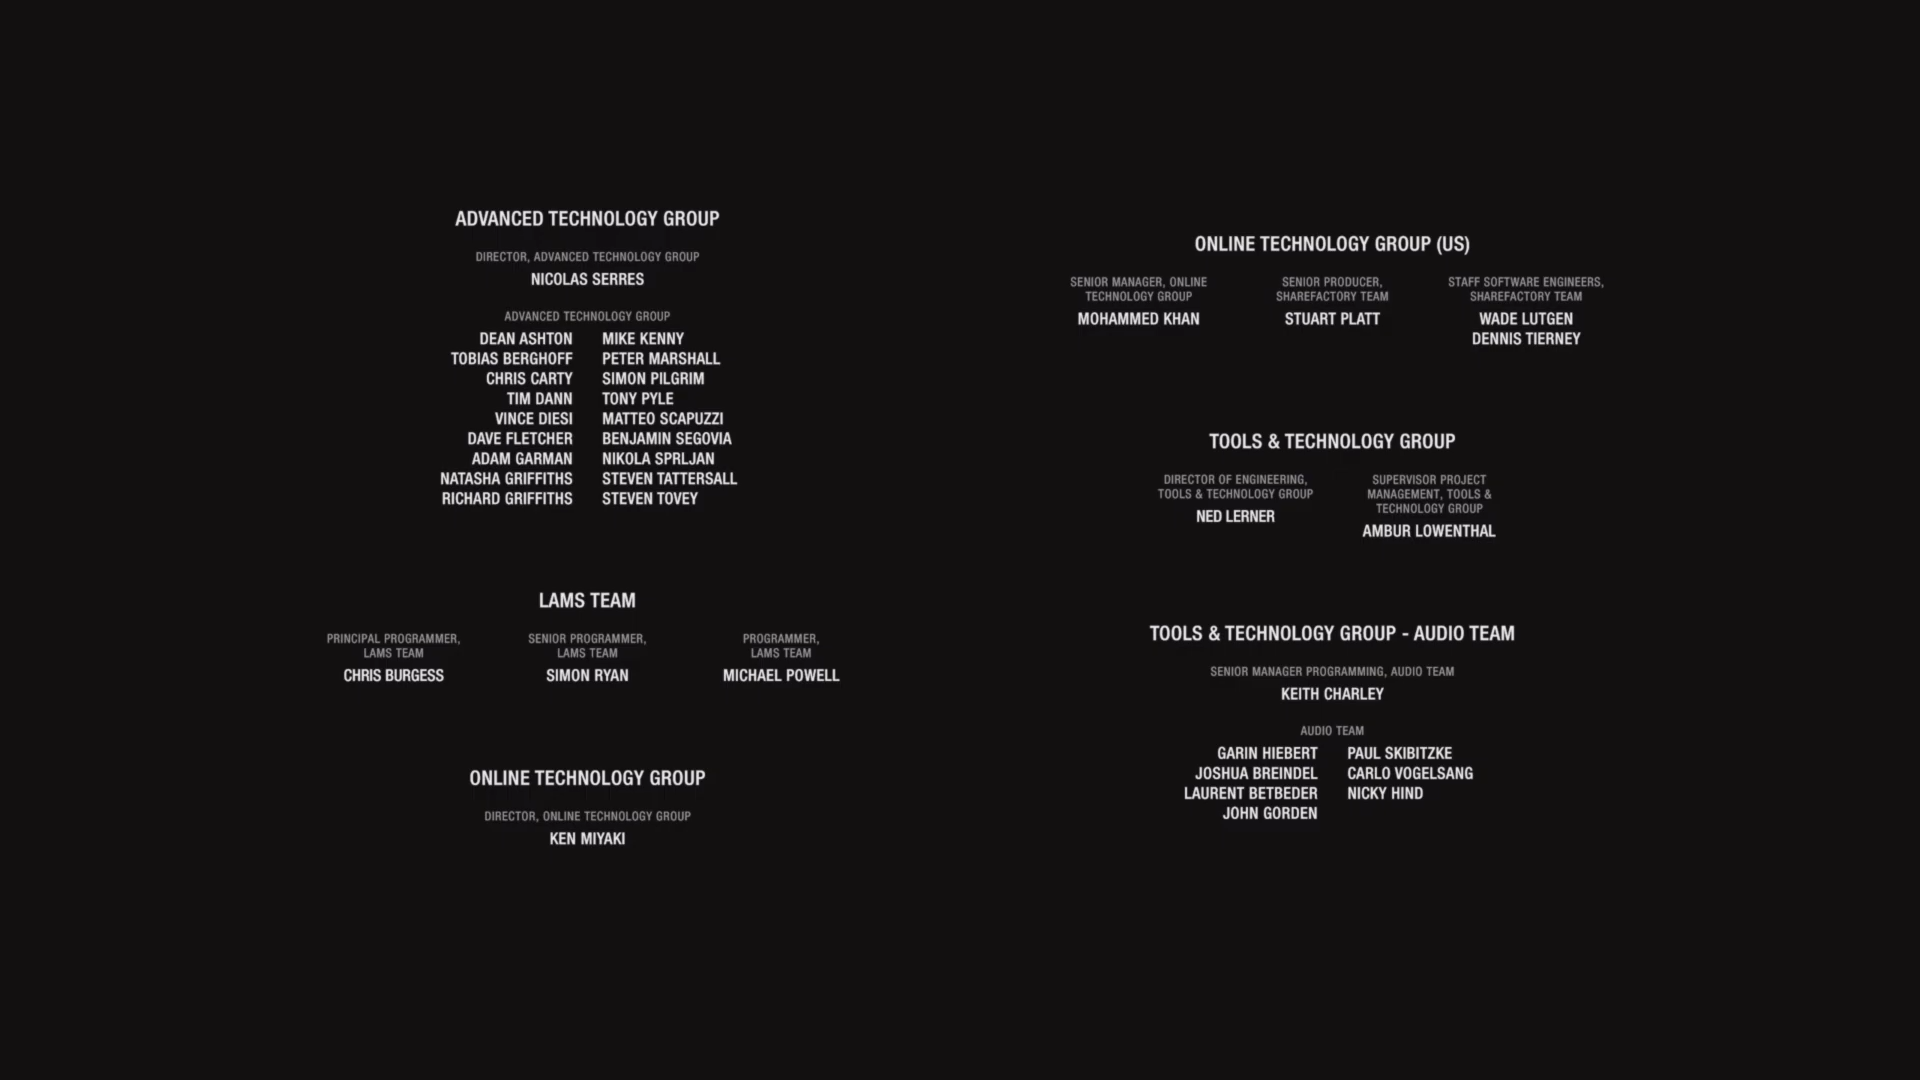 ADVANCED TECHNOLOGY GROUP
DIRECTOR, ADVANCED TECHNOLOGY GROUP
NICOLAS SERRES
ADVANCED TECHNOLOGY GROUP
DEAN ASHTON MIKE KENNY
TOBIAS BERGHOFF PETER MARSHALL
CHRIS CARTY SIMON PILGRIM
TIM DANN TONY PYLE
VINCE DIESI MATTEO SCAPUZZI
DAVE FLETCHER BENJAMIN SEGOVIA
ADAM GARMAN NIKOLA SPRLJAN
NATASHA GRIFFITHS STEVEN TATTERSALL
RICHARD GRIFFITHS STEVEN TOVEY
LAMS TEAM
PRINCIPAL PROGRAMMER,
LAMS TEAM
CHRIS BURGESS
SENIOR PROGRAMMER,
LAMS TEAM
SIMON RYAN
PROGRAMMER,
LAMS TEAM
MICHAEL POWELL
ONLINE TECHNOLOGY GROUP
DIRECTOR, ONLINE TECHNOLOGY GROUP
KEN MIYAKI
ONLINE TECHNOLOGY GROUP (US)
SENIOR MANAGER, ONLINE
TECHNOLOGY GROUP
MOHAMMED KHAN
SENIOR PRODUCER,
SHAREFACTORY TEAM
STUART PLATT
STAFF SOFTWARE ENGINEERS,
SHAREFACTORY TEAM
WADE LUTGEN
DENNIS TIERNEY
TOOLS & TECHNOLOGY GROUP
DIRECTOR OF ENGINEERING,
TOOLS & TECHNOLOGY GROUP
NED LERNER
SUPERVISOR PROJECT
MANAGEMENT, TOOLS &
TECHNOLOGY GROUP
AMBUR LOWENTHAL
TOOLS & TECHNOLOGY GROUP - AUDIO TEAM
SENIOR MANAGER PROGRAMMING, AUDIO TEAM
KEITH CHARLEY
AUDIO TEAM
GARIN HIEBERT PAUL SKIBITZKE
JOSHUA BREINDEL CARLO VOGELSANG
LAURENT BETBEDER NICKY HIND
JOHN GORDEN